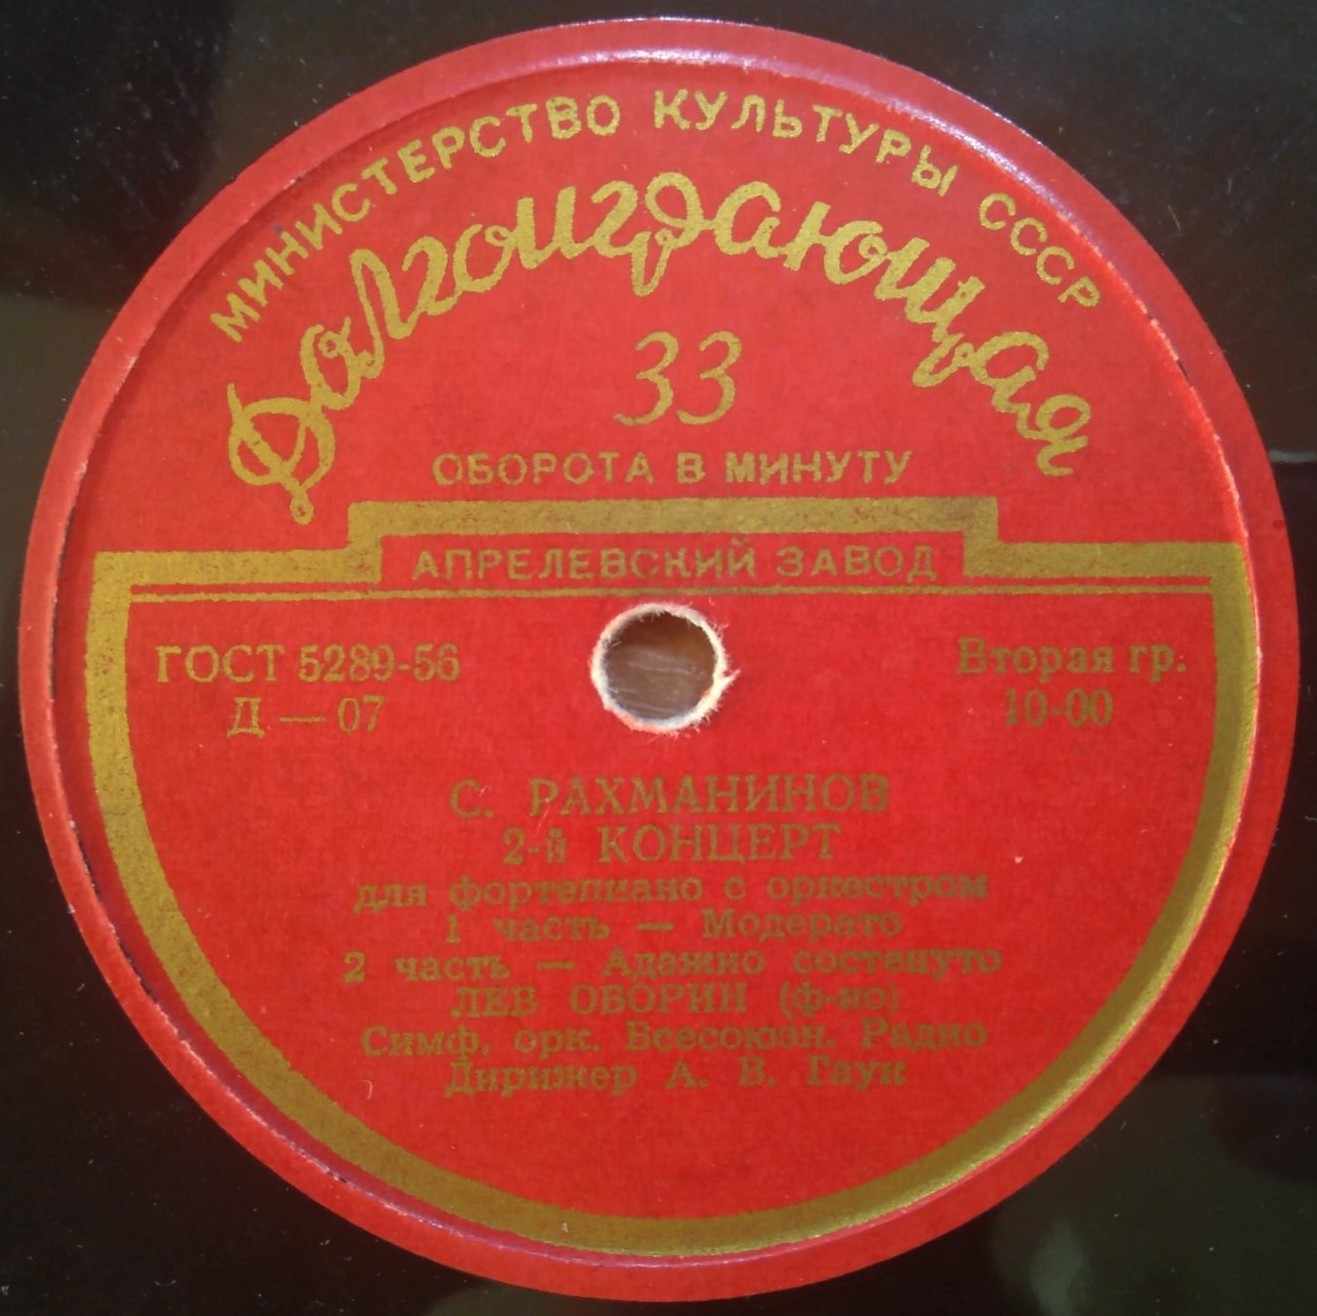 МИНИСТЕРСТВО КУЛЬТУРЫ СССР
Долгоиграющая
33
ОБОРОТА В МИНУТУ
АПРЕЛЕВСКИЙ ЗАВОД
ГОСТ 5289-56
Д — 07
Вторая гр.
10-00
С. РАХМАНИНОВ
2-й КОНЦЕРТ
для фортепиано с оркестром
1 часть — Модерато
2 часть — Адажио состенуто
ЛЕВ ОБОРИН (ф-но)
Симф. орк. Всесоюзн. Радио
Дирижер А. В. Гаук